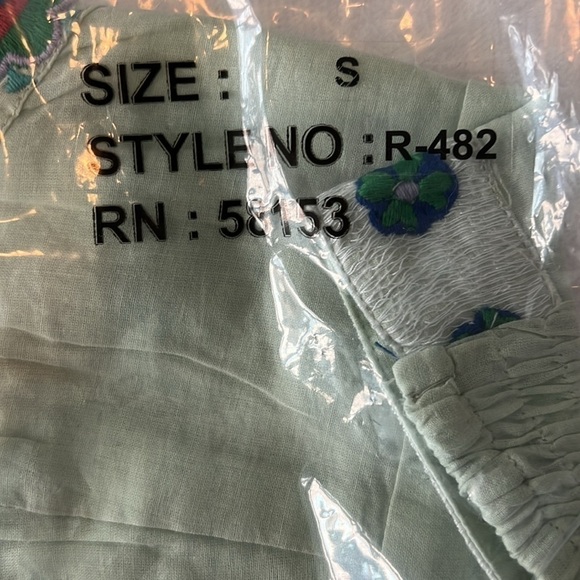 SIZE : S
STYLE NO : R-482
RN : 58153